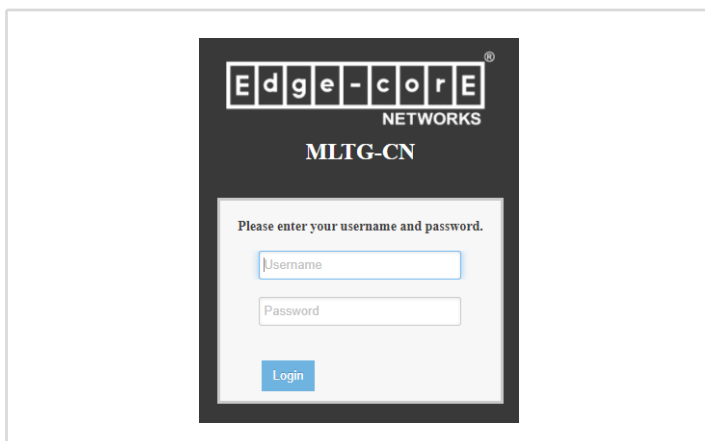 Edge-corE®
NETWORKS
MLTG-CN
Please enter your username and password.
Username
Password
Login